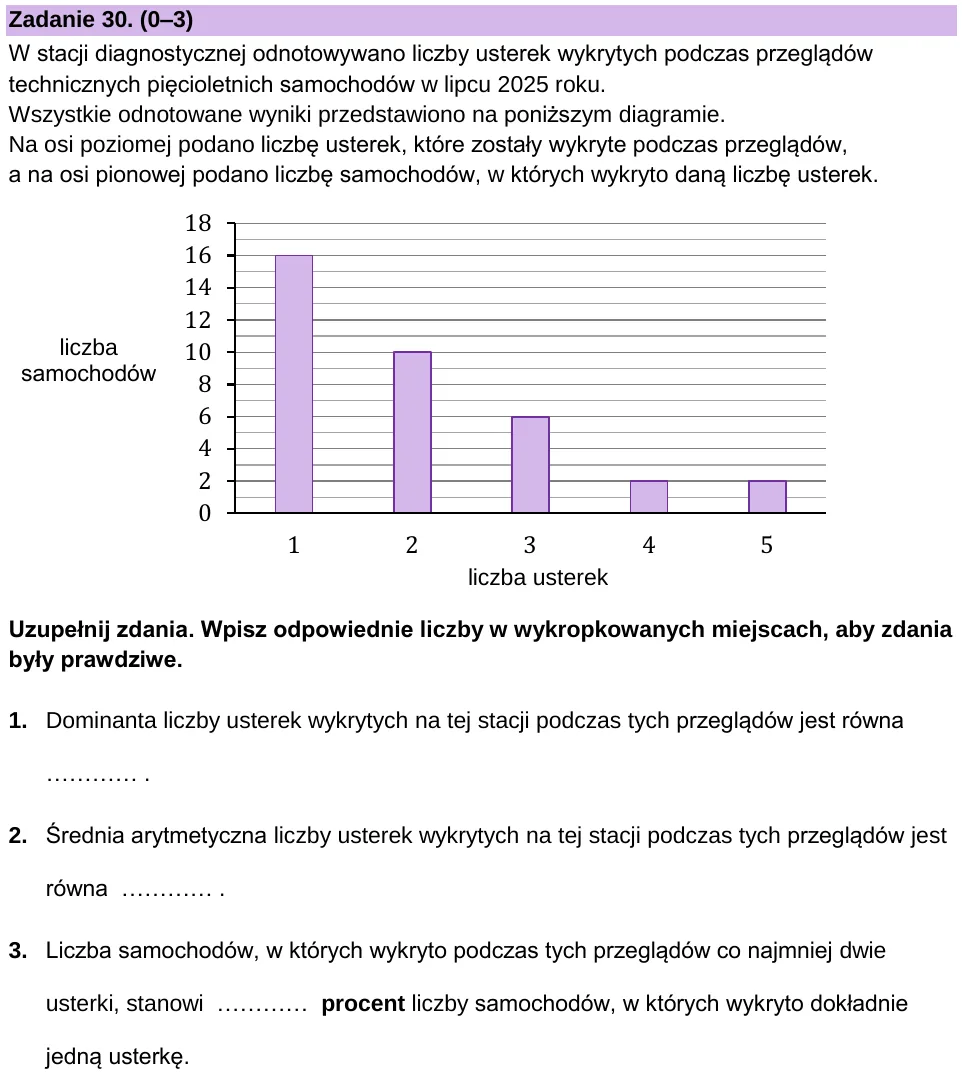 Zadanie 30. (0–3)
W stacji diagnostycznej odnotowywano liczby usterek wykrytych podczas przeglądów
technicznych pięcioletnich samochodów w lipcu 2025 roku.
Wszystkie odnotowane wyniki przedstawiono na poniższym diagramie.
Na osi poziomej podano liczbę usterek, które zostały wykryte podczas przeglądów,
a na osi pionowej podano liczbę samochodów, w których wykryto daną liczbę usterek.
18
16
14
12
10
8
6
4
2
0
liczba
samochodów
1 2 3 4 5
liczba usterek
Uzupełnij zdania. Wpisz odpowiednie liczby w wykropkowanych miejscach, aby zdania
były prawdziwe.
1. Dominanta liczby usterek wykrytych na tej stacji podczas tych przeglądów jest równa
………… .
2. Średnia arytmetyczna liczby usterek wykrytych na tej stacji podczas tych przeglądów jest
równa ………… .
3. Liczba samochodów, w których wykryto podczas tych przeglądów co najmniej dwie
usterki, stanowi ………… procent liczby samochodów, w których wykryto dokładnie
jedną usterkę.